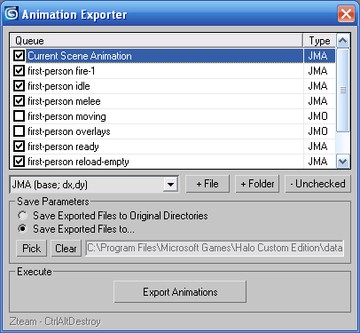 Animation Exporter
Queue Type
Current Scene Animation JMA
first-person fire-1 JMA
first-person idle JMA
first-person melee JMA
first-person moving JMO
first-person overlays JMO
first-person ready JMA
first-person reload-empty JMA
JMA (base; dx,dy) + File + Folder - Unchecked
Save Parameters
Save Exported Files to Original Directories
Save Exported Files to...
Pick Clear C:\Program Files\Microsoft Games\Halo Custom Edition\data
Execute
Export Animations
Zteam - CtrlAltDestroy